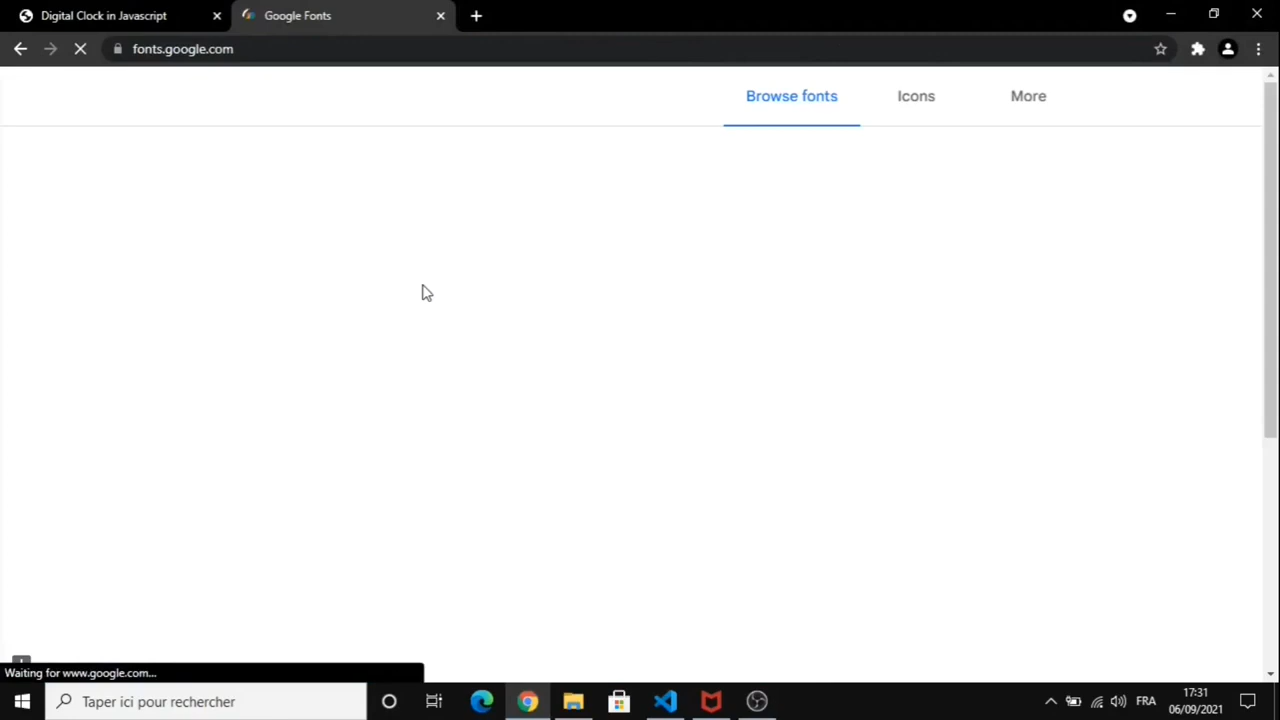 Digital Clock in Javascript
Google Fonts
fonts.google.com
Browse fonts
Icons
More
Waiting for www.google.com...
Taper ici pour rechercher
FRA
17:31
06/09/2021